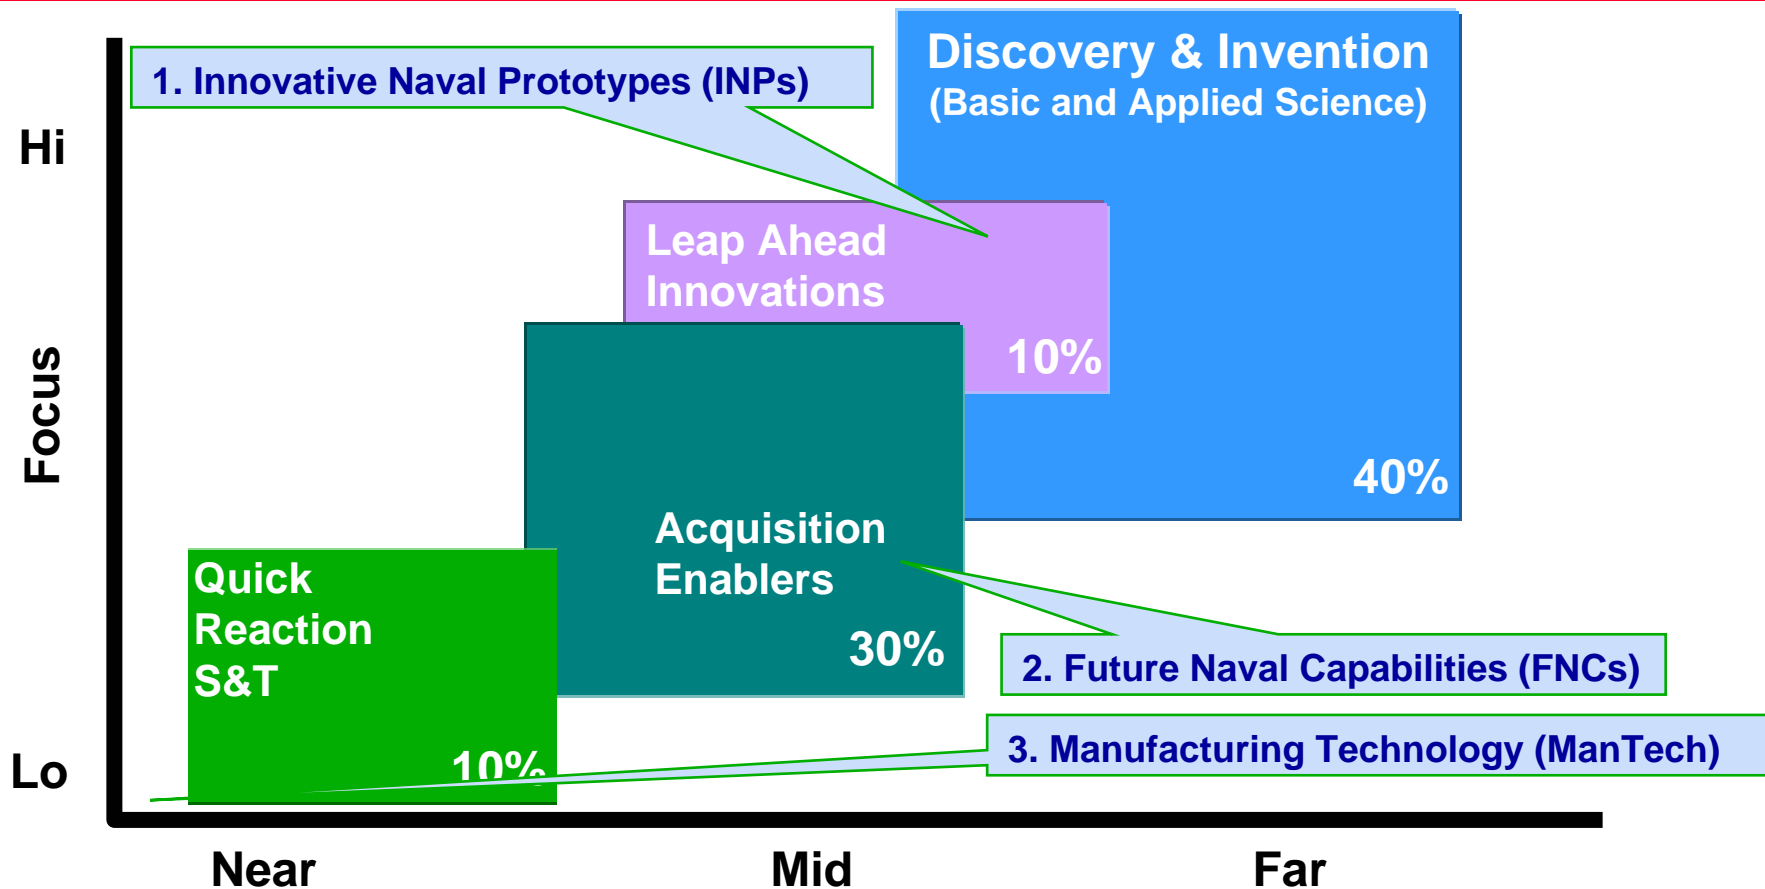 Discovery & Invention
(Basic and Applied Science)
1. Innovative Naval Prototypes (INPs)
Hi
Leap Ahead
Innovations
10%
Focus
40%
Acquisition
Enablers
30%
Quick
Reaction
S&T
10%
2. Future Naval Capabilities (FNCs)
3. Manufacturing Technology (ManTech)
Lo
Near
Mid
Far